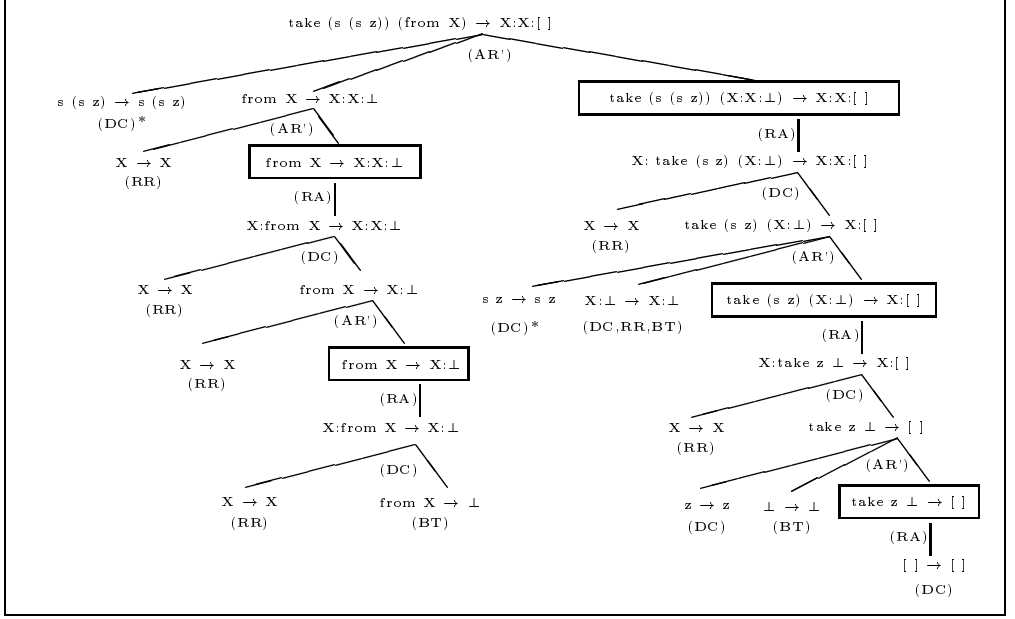 take (s (s z)) (from X) → X:X:[ ]
(AR')
s (s z) → s (s z)
from X → X:X:⊥
take (s (s z)) (X:X:⊥) → X:X:[ ]
(DC)*
(AR')
(RA)
X → X
from X → X:X:⊥
X: take (s z) (X:⊥) → X:X:[ ]
(RR)
(RA)
(DC)
X:from X → X:X:⊥
X → X
take (s z) (X:⊥) → X:[ ]
(RR)
(DC)
(AR')
X → X
from X → X:⊥
s z → s z
X:⊥ → X:⊥
take (s z) (X:⊥) → X:[ ]
(RR)
(AR')
(DC)*
(DC,RR,BT)
(RA)
X → X
from X → X:⊥
X:take z ⊥ → X:[ ]
(RR)
(RA)
(DC)
X:from X → X:⊥
X → X
take z ⊥ → [ ]
(RR)
(DC)
(AR')
X → X
from X → ⊥
z → z
⊥ → ⊥
take z ⊥ → [ ]
(RR)
(BT)
(DC)
(BT)
(RA)
[ ] → [ ]
(DC)